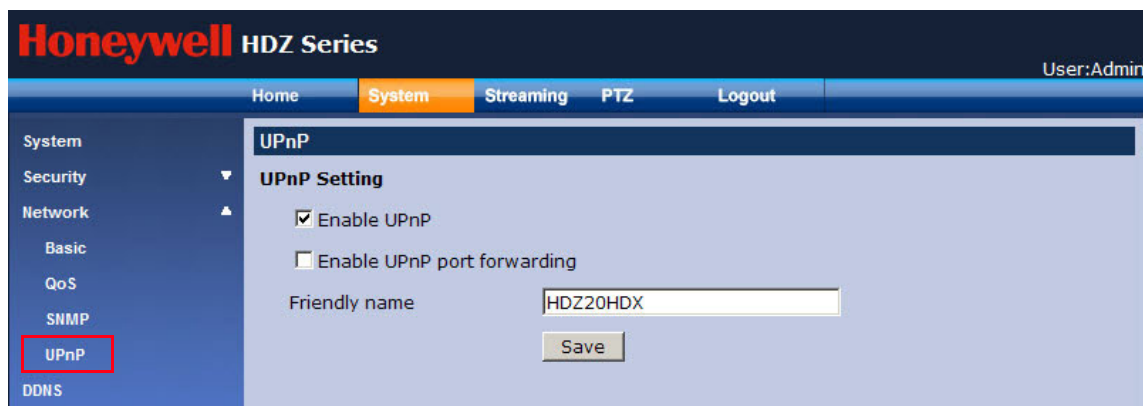 Honeywell HDZ Series
User:Admin
Home System Streaming PTZ Logout
System
Security
Network
Basic
QoS
SNMP
UPnP
DDNS
UPnP
UPnP Setting
Enable UPnP
Enable UPnP port forwarding
Friendly name HDZ20HDX
Save